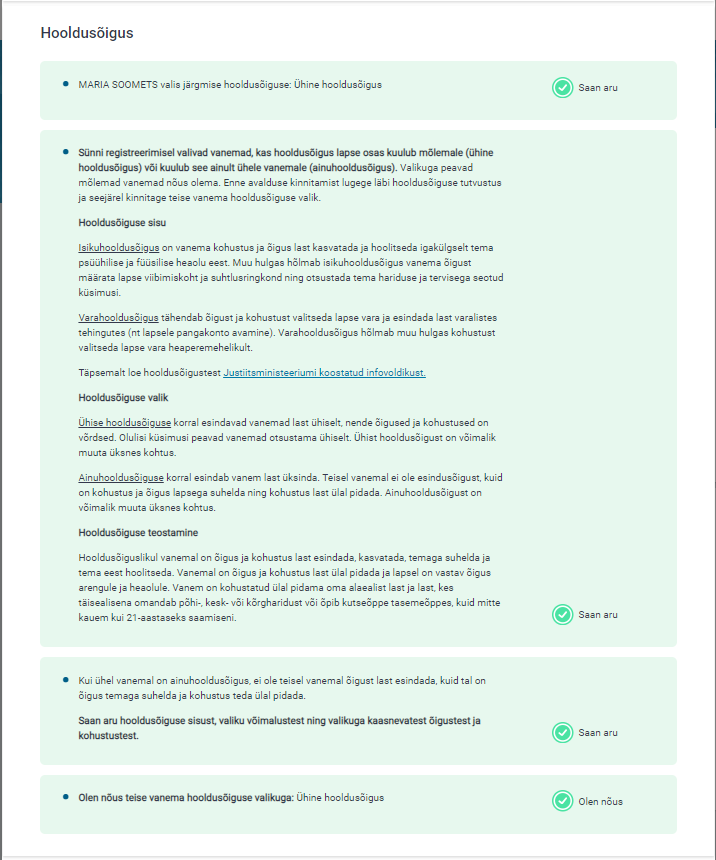 Hooldusõigus
MARIA SOOMETS valis järgmise hooldusõiguse: Ühine hooldusõigus
Saan aru
Sünni registreerimisel valivad vanemad, kas hooldusõigus lapse osas kuulub mõlemale (ühine
hooldusõigus) või kuulub see ainult ühele vanemale (ainuhooldusõigus). Valikuga peavad
mõlemad vanemad nõus olema. Enne avalduse kinnitamist lugege läbi hooldusõiguse tutvustus
ja seejärel kinnitage teise vanema hooldusõiguse valik.
Hooldusõiguse sisu
Isikuhooldusõigus on vanema kohustus ja õigus last kasvatada ja hoolitseda igakülgselt tema
psüühilise ja füüsilise heaolu eest. Muu hulgas hõlmab isikuhooldusõigus vanema õigust
määrata lapse viibimiskoht ja suhtlusringkond ning otsustada tema hariduse ja tervisega seotud
küsimusi.
Varahooldusõigus tähendab õigust ja kohustust valitseda lapse vara ja esindada last varalistes
tehingutes (nt lapsele pangakonto avamine). Varahooldusõigus hõlmab muu hulgas kohustust
valitseda lapse vara heaperemehelikult.
Täpsemalt loe hooldusõigustest Justiitsministeeriumi koostatud infovoldikust.
Hooldusõiguse valik
Ühise hooldusõiguse korral esindavad vanemad last ühiselt, nende õigused ja kohustused on
võrdsed. Olulisi küsimusi peavad vanemad otsustama ühiselt. Ühist hooldusõigust on võimalik
muuta üksnes kohtus.
Ainuhooldusõiguse korral esindab vanem last üksinda. Teisel vanemal ei ole esindusõigust, kuid
on kohustus ja õigus lapsega suhelda ning kohustus last ülal pidada. Ainuhooldusõigust on
võimalik muuta üksnes kohtus.
Hooldusõiguse teostamine
Hooldusõiguslikul vanemal on õigus ja kohustus last esindada, kasvatada, temaga suhelda ja
tema eest hoolitseda. Vanemal on õigus ja kohustus last ülal pidada ja lapsel on vastav õigus
arengule ja heaolule. Vanem on kohustatud ülal pidama oma alaealist last ja last, kes
täisealisena omandab põhi-, kesk- või kõrgharidust või õpib kutseõppe tasemeõppes, kuid mitte
kauem kui 21-aastaseks saamiseni.
Saan aru
Kui ühel vanemal on ainuhooldusõigus, ei ole teisel vanemal õigust last esindada, kuid tal on
õigus temaga suhelda ja kohustus teda ülal pidada.
Saan aru hooldusõiguse sisust, valiku võimalustest ning valikuga kaasnevatest õigustest ja
kohustustest.
Saan aru
Olen nõus teise vanema hooldusõiguse valikuga: Ühine hooldusõigus
Olen nõus